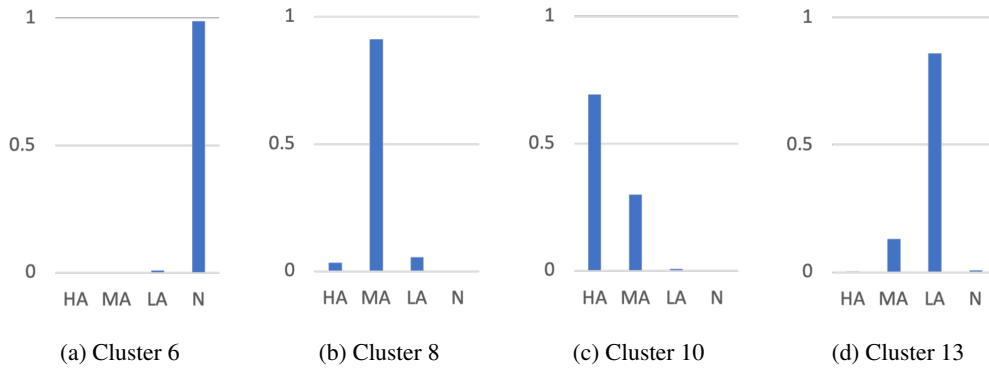 1
0.5
0
HA MA LA N
(a) Cluster 6
1
0.5
0
HA MA LA N
(b) Cluster 8
1
0.5
0
HA MA LA N
(c) Cluster 10
1
0.5
0
HA MA LA N
(d) Cluster 13